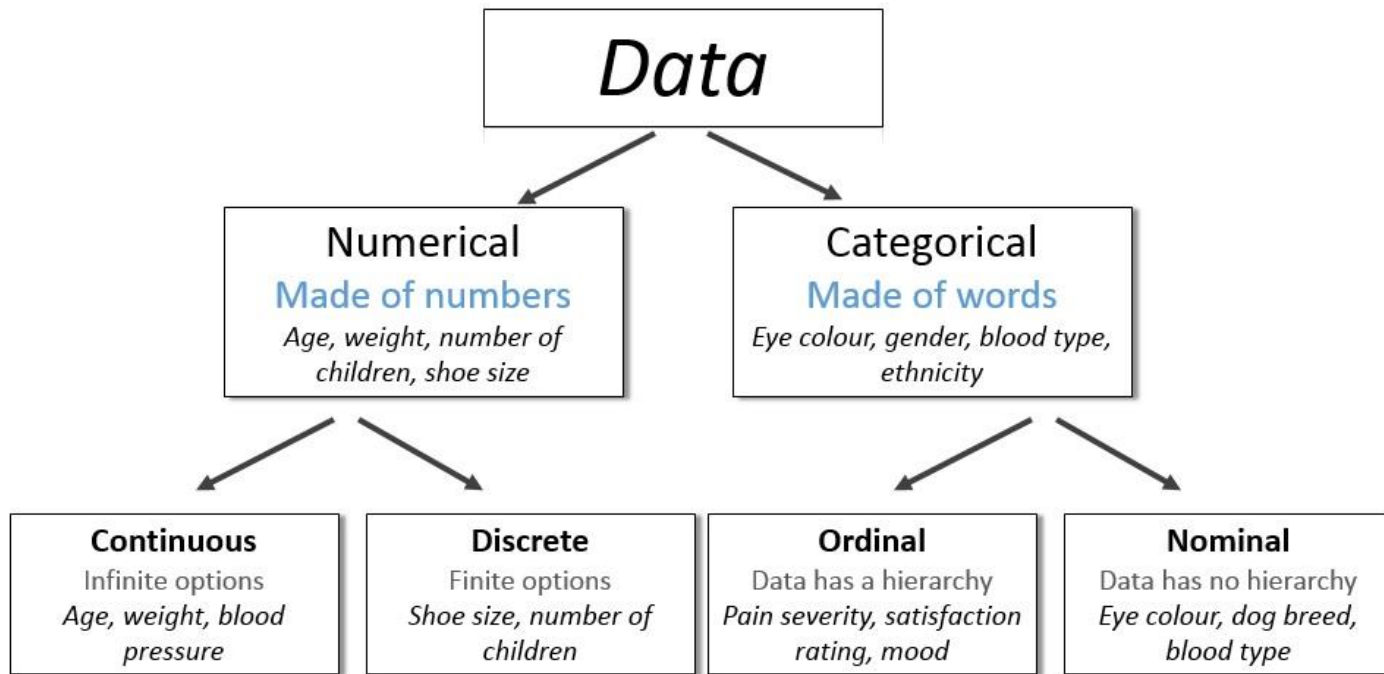 Data
Numerical
Made of numbers
Age, weight, number of
children, shoe size
Categorical
Made of words
Eye colour, gender, blood type,
ethnicity
Continuous
Infinite options
Age, weight, blood
pressure
Discrete
Finite options
Shoe size, number of
children
Ordinal
Data has a hierarchy
Pain severity, satisfaction
rating, mood
Nominal
Data has no hierarchy
Eye colour, dog breed,
blood type